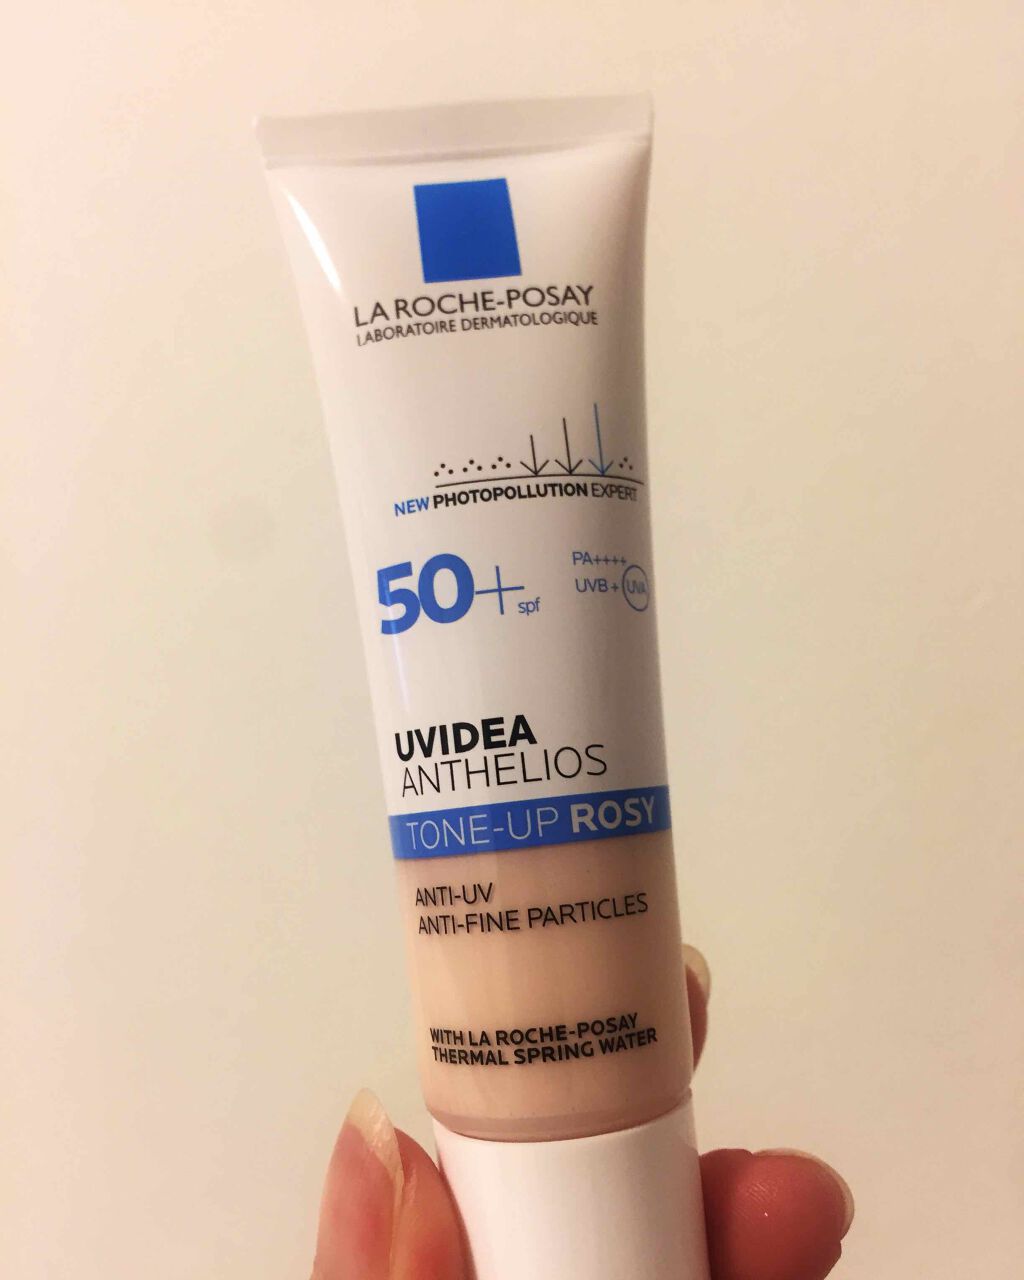 LA ROCHE-POSAY
LABORATOIRE DERMATOLOGIQUE
NEW PHOTOPOLLUTION EXPERT
50+ spf
PA++++
UVB + UVA
UVIDEA
ANTHELIOS
TONE-UP ROSY
ANTI-UV
ANTI-FINE PARTICLES
WITH LA ROCHE-POSAY
THERMAL SPRING WATER